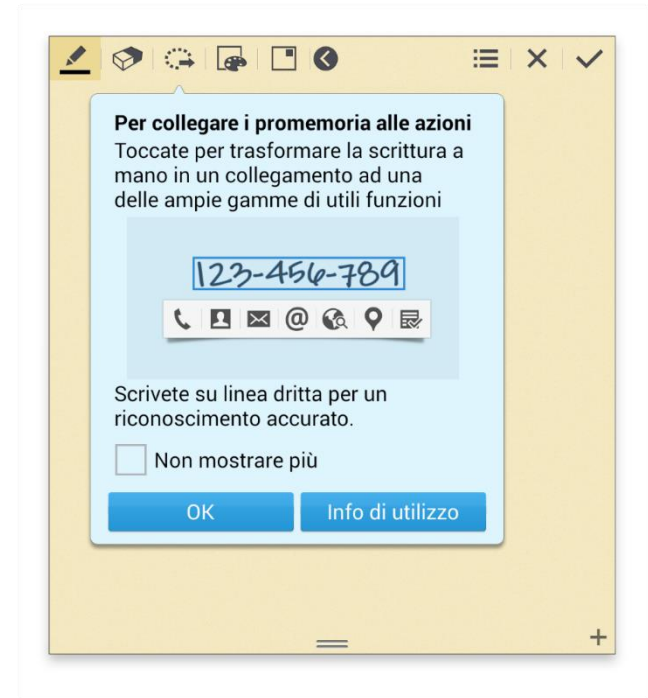 Per collegare i promemoria alle azioni
Toccate per trasformare la scrittura a
mano in un collegamento ad una
delle ampie gamme di utili funzioni
123-456-789
@
Scrivete su linea dritta per un
riconoscimento accurato.
Non mostrare più
OK
Info di utilizzo